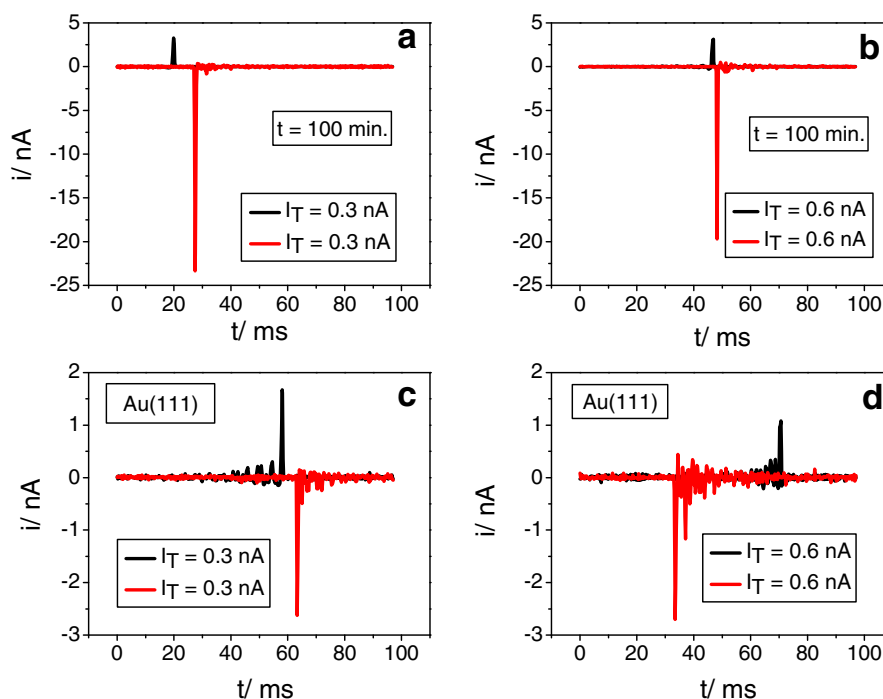 a
5
0
-5
-10
-15
-20
-25
i/ nA
t = 100 min.
I_T = 0.3 nA
I_T = 0.3 nA
0 20 40 60 80 100
t/ ms
b
5
0
-5
-10
-15
-20
-25
i/ nA
t = 100 min.
I_T = 0.6 nA
I_T = 0.6 nA
0 20 40 60 80 100
t/ ms
c
2
1
0
-1
-2
-3
i/ nA
Au(111)
I_T = 0.3 nA
I_T = 0.3 nA
0 20 40 60 80 100
t/ ms
d
2
1
0
-1
-2
-3
i/ nA
Au(111)
I_T = 0.6 nA
I_T = 0.6 nA
0 20 40 60 80 100
t/ ms